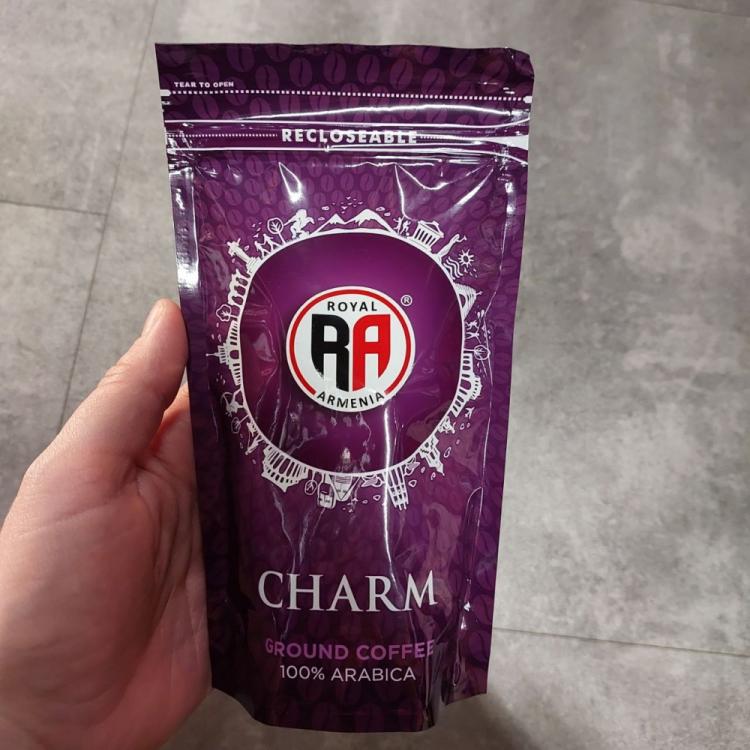 TEAR TO OPEN
RECLOSEABLE
ROYAL
®
RA
ARMENIA
CHARM
GROUND COFFEE
100% ARABICA